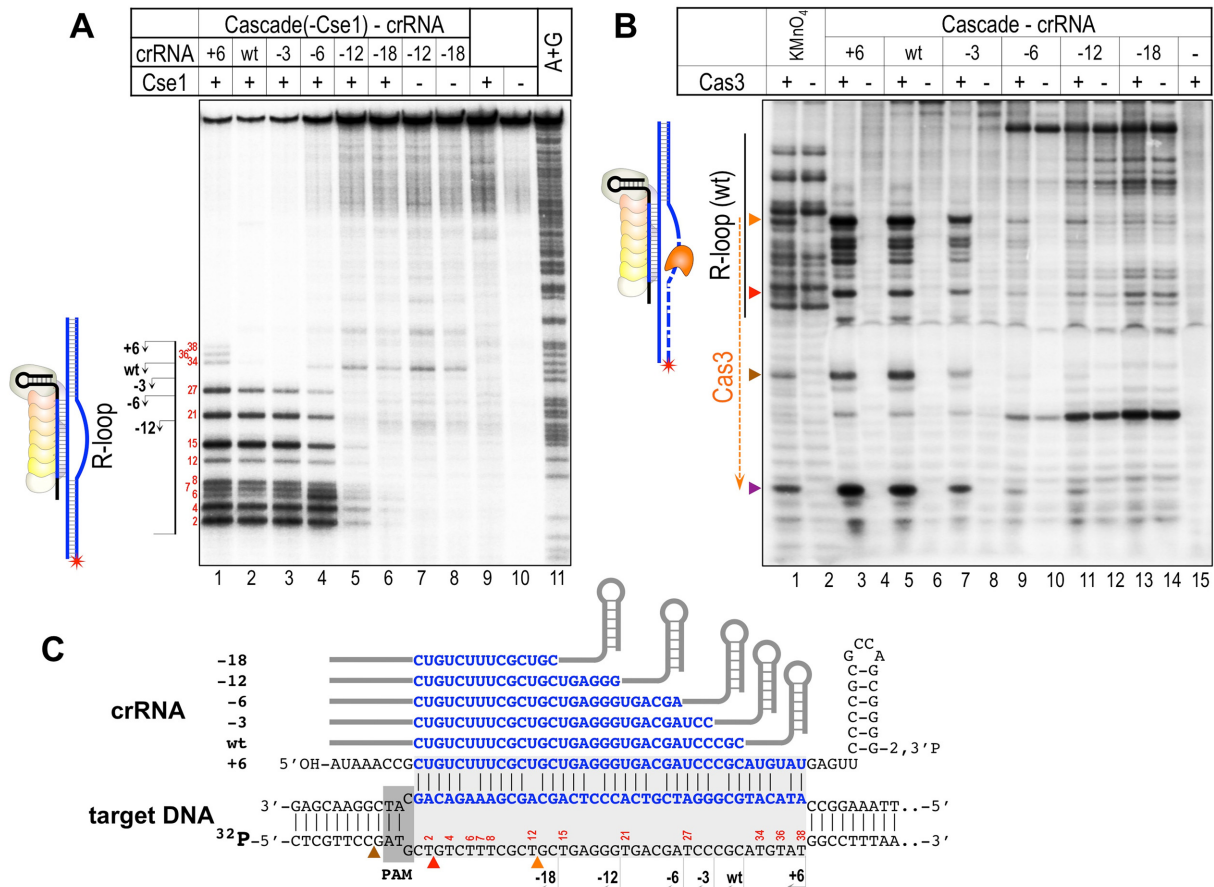 A
Cascade(-Cse1) - crRNA
A+G
crRNA +6 wt -3 -6 -12 -18 -12 -18
Cse1 + + + + + + - - + -
R-loop
+6
wt
-3
-6
-12
38
36
34
27
21
15
12
8
7
6
4
2
1 2 3 4 5 6 7 8 9 10 11
B
KMnO4
Cascade - crRNA
+6 wt -3 -6 -12 -18 -
Cas3 + - + - + - + - + - + - + - +
R-loop (wt)
Cas3
1 2 3 4 5 6 7 8 9 10 11 12 13 14 15
C
crRNA
-18 CUGUCUUUCGCUGC
-12 CUGUCUUUCGCUGCUGAGGG
-6 CUGUCUUUCGCUGCUGAGGGUGACGA
-3 CUGUCUUUCGCUGCUGAGGGUGACGAUCC
wt CUGUCUUUCGCUGCUGAGGGUGACGAUCCCGC
+6 5'OH-AUAAACCGCUGUCUUUCGCUGCUGAGGGUGACGAUCCCGCAUGUAUGAGUU
CCCCGCGCCAGCGGGG-2,3'P
target DNA
3'-GAGCAAGGCTACGACAGAAAGCGACGACTCCCACTGCTAGGGCGTACATACCGGAAATT..-5'
2 4 6 7 8 12 15 21 27 34 36 38
32P-5'-CTCGTTCCGATGCTGTCTTTCGCTGCTGAGGGTGACGATCCCGCATGTATGGCCTTTAA..-3'
PAM
-18 -12 -6 -3 wt +6